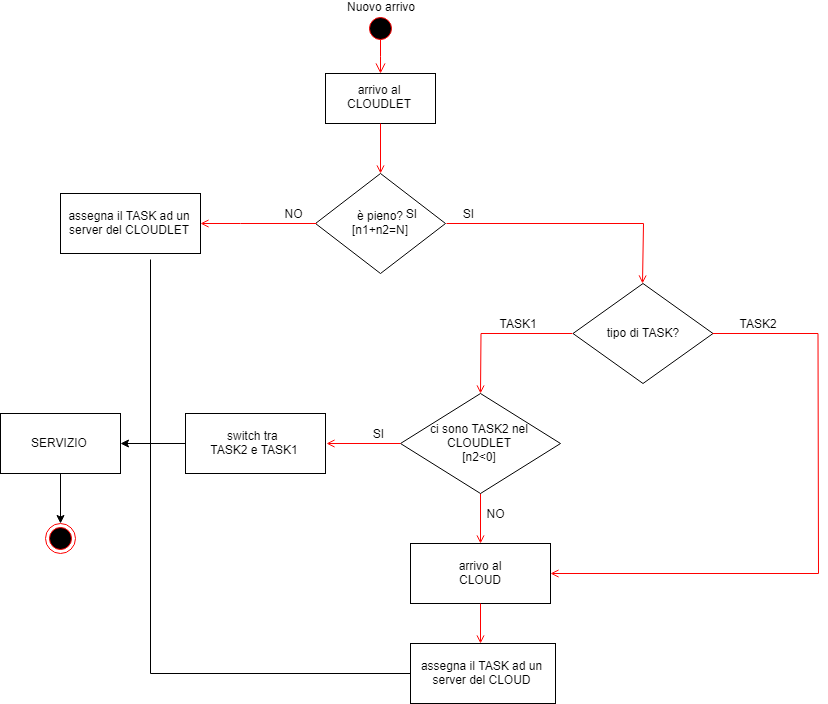 Nuovo arrivo
arrivo al
CLOUDLET
NO
è pieno? SI
[n1+n2=N]
SI
assegna il TASK ad un
server del CLOUDLET
TASK1
tipo di TASK?
TASK2
SERVIZIO
switch tra
TASK2 e TASK1
SI
ci sono TASK2 nel
CLOUDLET
[n2<0]
NO
arrivo al
CLOUD
assegna il TASK ad un
server del CLOUD